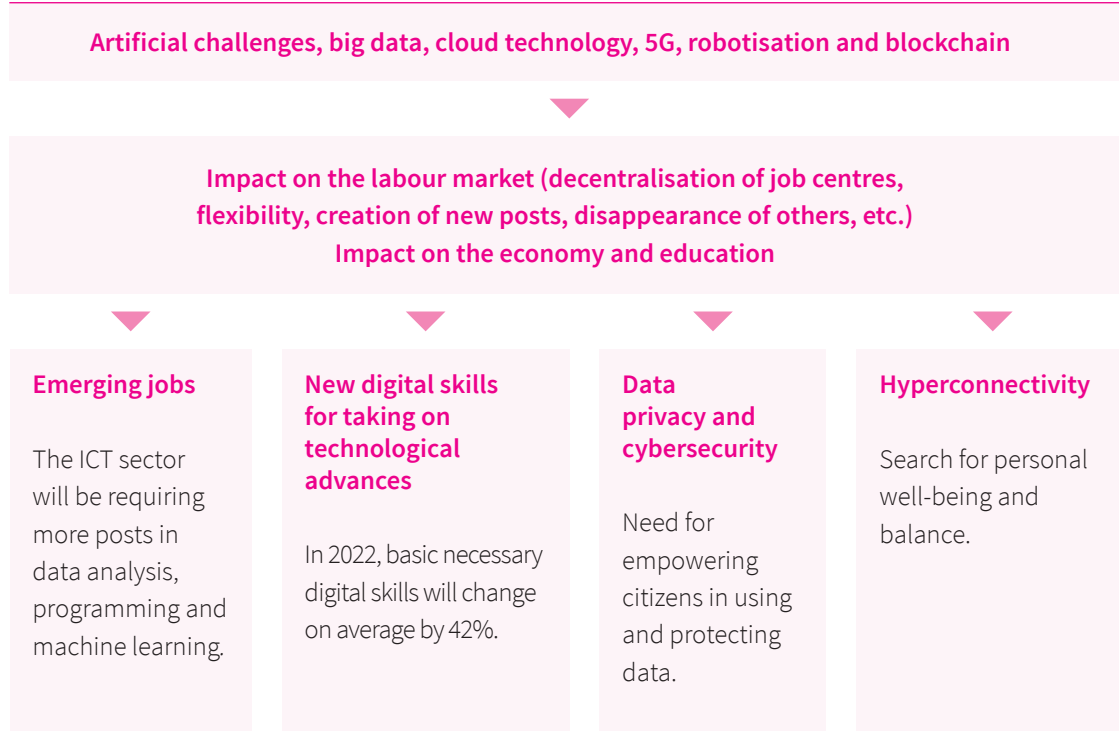 Artificial challenges, big data, cloud technology, 5G, robotisation and blockchain
Impact on the labour market (decentralisation of job centres,
flexibility, creation of new posts, disappearance of others, etc.)
Impact on the economy and education
Emerging jobs
The ICT sector
will be requiring
more posts in
data analysis,
programming and
machine learning.
New digital skills
for taking on
technological
advances
In 2022, basic necessary
digital skills will change
on average by 42%.
Data
privacy and
cybersecurity
Need for
empowering
citizens in using
and protecting
data.
Hyperconnectivity
Search for personal
well-being and
balance.